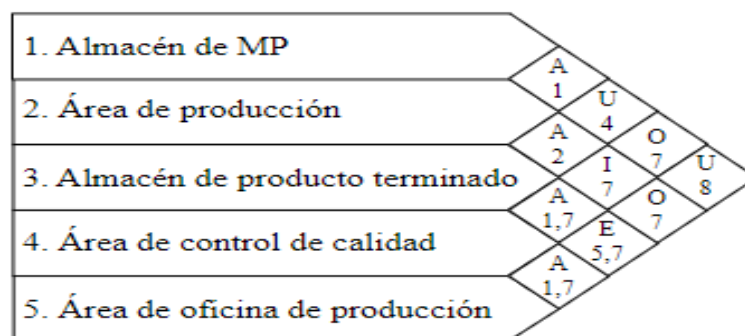 1. Almacén de MP
2. Área de producción
3. Almacén de producto terminado
4. Área de control de calidad
5. Área de oficina de producción
A
1
U
4
O
7
U
8
A
2
I
7
O
7
A
1,7
E
5,7
A
1,7